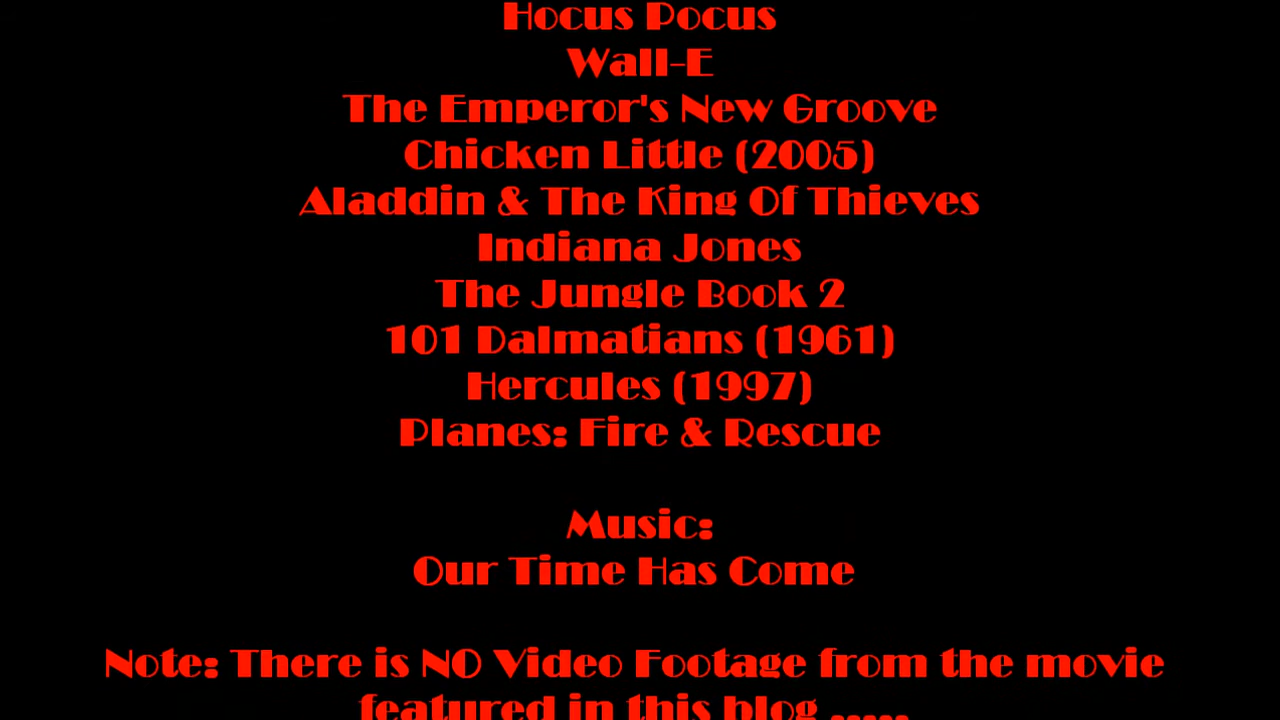 Hocus Pocus
Wall-E
The Emperor's New Groove
Chicken Little (2005)
Aladdin & The King Of Thieves
Indiana Jones
The Jungle Book 2
101 Dalmatians (1961)
Hercules (1997)
Planes: Fire & Rescue
Music:
Our Time Has Come
Note: There is NO Video Footage from the movie
featured in this blog ......